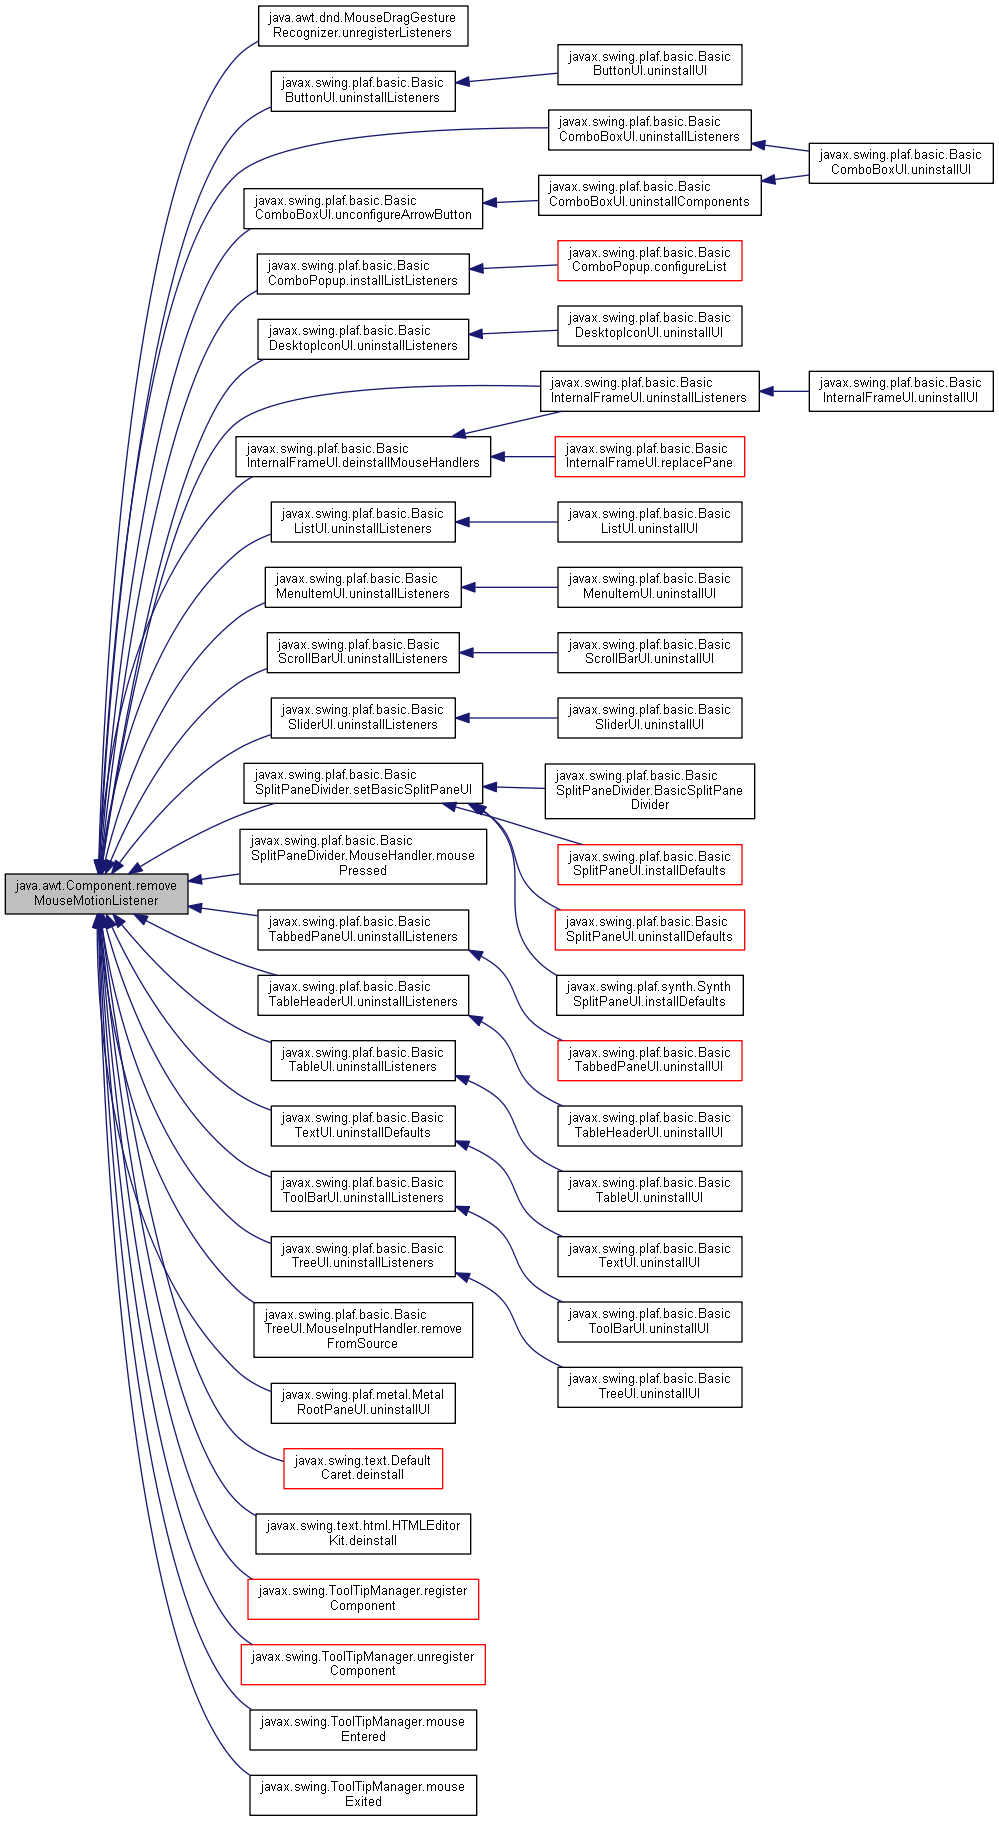 java.awt.dnd.MouseDragGesture
Recognizer.unregisterListeners
javax.swing.plaf.basic.Basic
ButtonUI.uninstallListeners
javax.swing.plaf.basic.Basic
ButtonUI.uninstallUI
javax.swing.plaf.basic.Basic
ComboBoxUI.uninstallListeners
javax.swing.plaf.basic.Basic
ComboBoxUI.uninstallUI
javax.swing.plaf.basic.Basic
ComboBoxUI.unconfigureArrowButton
javax.swing.plaf.basic.Basic
ComboBoxUI.uninstallComponents
javax.swing.plaf.basic.Basic
ComboPopup.installListListeners
javax.swing.plaf.basic.Basic
ComboPopup.configureList
javax.swing.plaf.basic.Basic
DesktopIconUI.uninstallListeners
javax.swing.plaf.basic.Basic
DesktopIconUI.uninstallUI
javax.swing.plaf.basic.Basic
InternalFrameUI.uninstallListeners
javax.swing.plaf.basic.Basic
InternalFrameUI.uninstallUI
javax.swing.plaf.basic.Basic
InternalFrameUI.deinstallMouseHandlers
javax.swing.plaf.basic.Basic
InternalFrameUI.replacePane
javax.swing.plaf.basic.Basic
ListUI.uninstallListeners
javax.swing.plaf.basic.Basic
ListUI.uninstallUI
javax.swing.plaf.basic.Basic
MenuItemUI.uninstallListeners
javax.swing.plaf.basic.Basic
MenuItemUI.uninstallUI
javax.swing.plaf.basic.Basic
ScrollBarUI.uninstallListeners
javax.swing.plaf.basic.Basic
ScrollBarUI.uninstallUI
javax.swing.plaf.basic.Basic
SliderUI.uninstallListeners
javax.swing.plaf.basic.Basic
SliderUI.uninstallUI
javax.swing.plaf.basic.Basic
SplitPaneDivider.setBasicSplitPaneUI
javax.swing.plaf.basic.Basic
SplitPaneDivider.BasicSplitPane
Divider
javax.swing.plaf.basic.Basic
SplitPaneDivider.MouseHandler.mouse
Pressed
javax.swing.plaf.basic.Basic
SplitPaneUI.installDefaults
java.awt.Component.remove
MouseMotionListener
javax.swing.plaf.basic.Basic
TabbedPaneUI.uninstallListeners
javax.swing.plaf.basic.Basic
SplitPaneUI.uninstallDefaults
javax.swing.plaf.basic.Basic
TableHeaderUI.uninstallListeners
javax.swing.plaf.synth.Synth
SplitPaneUI.installDefaults
javax.swing.plaf.basic.Basic
TableUI.uninstallListeners
javax.swing.plaf.basic.Basic
TabbedPaneUI.uninstallUI
javax.swing.plaf.basic.Basic
TextUI.uninstallDefaults
javax.swing.plaf.basic.Basic
TableHeaderUI.uninstallUI
javax.swing.plaf.basic.Basic
ToolBarUI.uninstallListeners
javax.swing.plaf.basic.Basic
TableUI.uninstallUI
javax.swing.plaf.basic.Basic
TreeUI.uninstallListeners
javax.swing.plaf.basic.Basic
TextUI.uninstallUI
javax.swing.plaf.basic.Basic
TreeUI.MouseInputHandler.remove
FromSource
javax.swing.plaf.basic.Basic
ToolBarUI.uninstallUI
javax.swing.plaf.metal.Metal
RootPaneUI.uninstallUI
javax.swing.plaf.basic.Basic
TreeUI.uninstallUI
javax.swing.text.Default
Caret.deinstall
javax.swing.text.html.HTMLEditor
Kit.deinstall
javax.swing.ToolTipManager.register
Component
javax.swing.ToolTipManager.unregister
Component
javax.swing.ToolTipManager.mouse
Entered
javax.swing.ToolTipManager.mouse
Exited